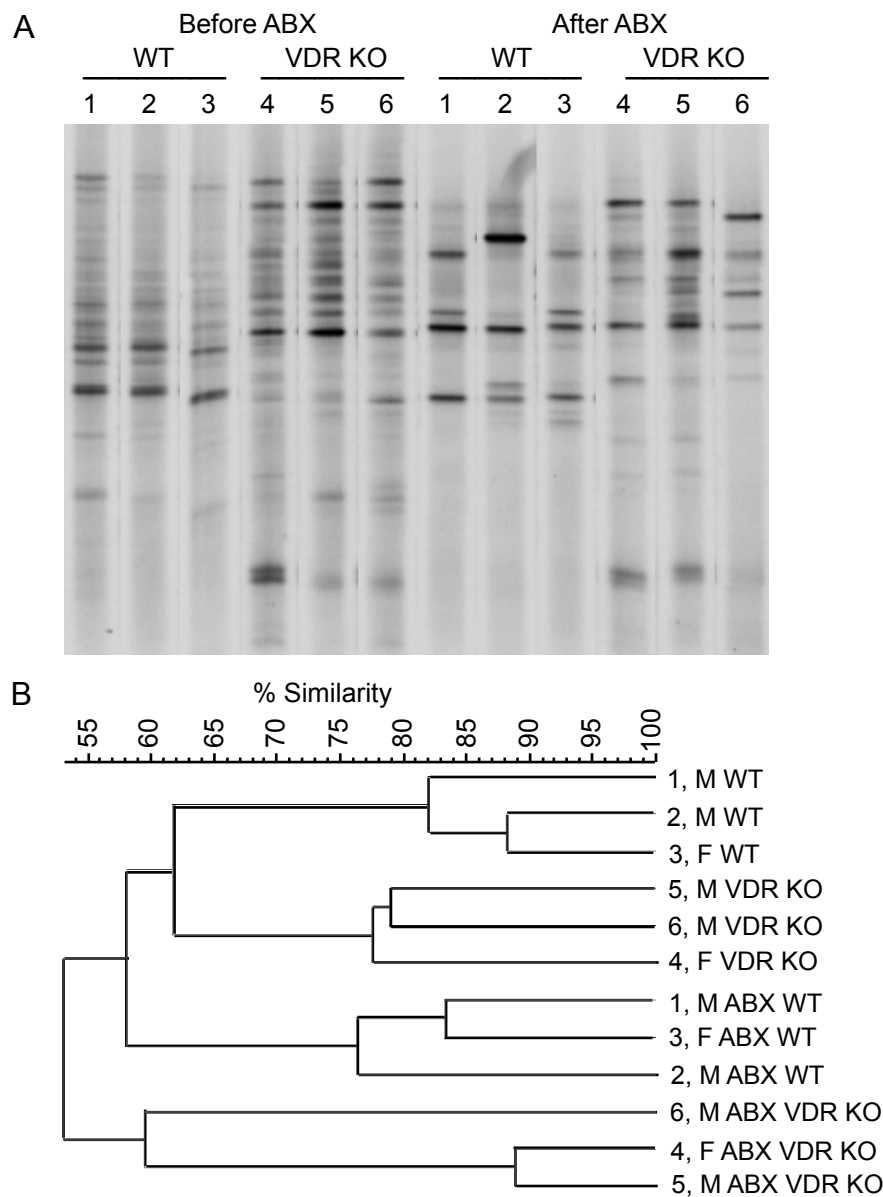 A
Before ABX After ABX
WT VDR KO WT VDR KO
1 2 3 4 5 6 1 2 3 4 5 6
B
% Similarity
55 60 65 70 75 80 85 90 95 100
1, M WT
2, M WT
3, F WT
5, M VDR KO
6, M VDR KO
4, F VDR KO
1, M ABX WT
3, F ABX WT
2, M ABX WT
6, M ABX VDR KO
4, F ABX VDR KO
5, M ABX VDR KO